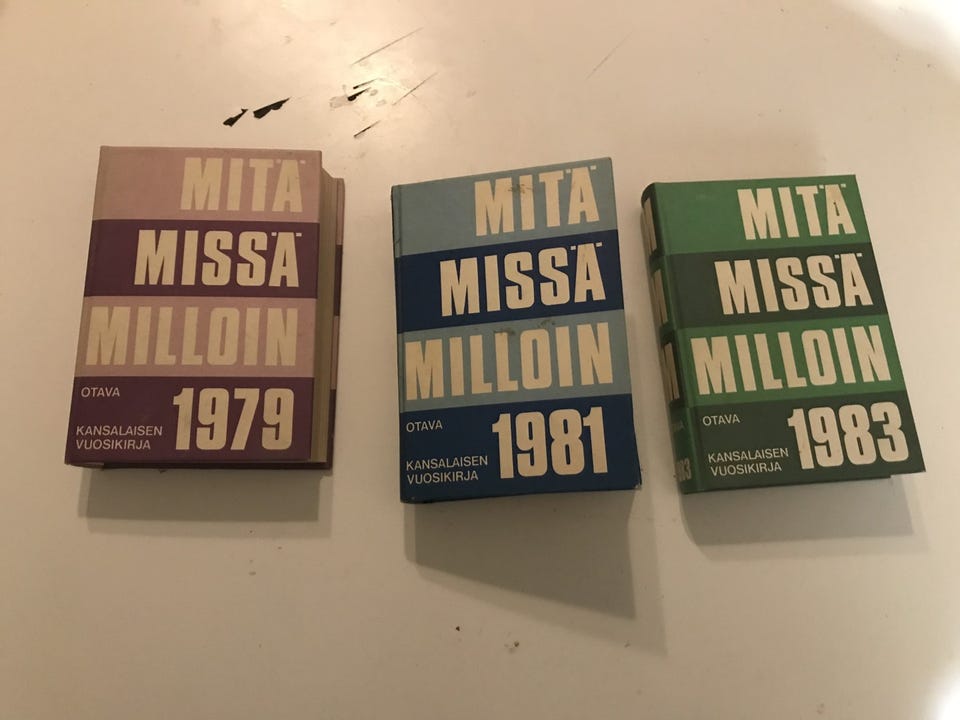 MITÄ
MISSÄ
MILLOIN
OTAVA
KANSALAISEN
VUOSIKIRJA
1979
MITÄ
MISSÄ
MILLOIN
OTAVA
KANSALAISEN
VUOSIKIRJA
1981
MITÄ
MISSÄ
MILLOIN
OTAVA
KANSALAISEN
VUOSIKIRJA
1983